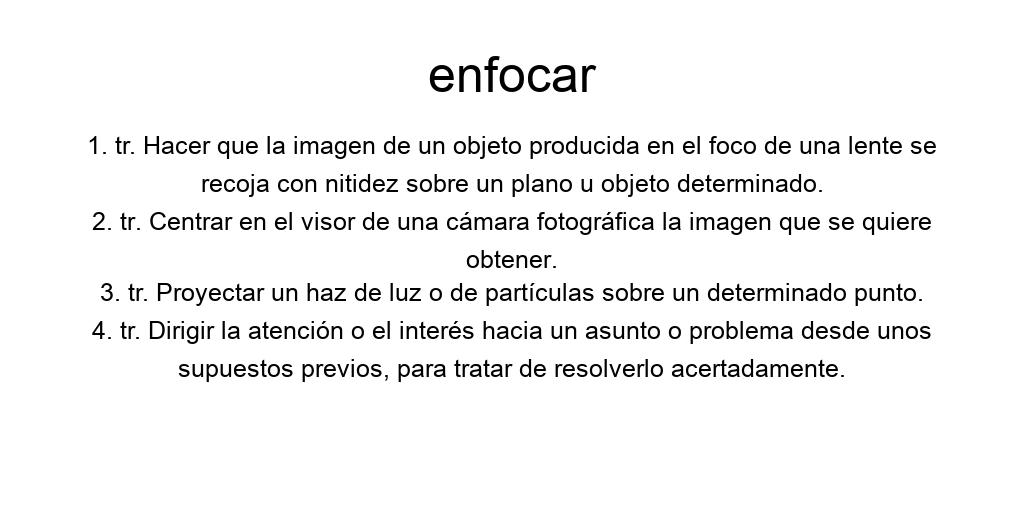 enfocar
1. tr. Hacer que la imagen de un objeto producida en el foco de una lente se
recoja con nitidez sobre un plano u objeto determinado.
2. tr. Centrar en el visor de una cámara fotográfica la imagen que se quiere
obtener.
3. tr. Proyectar un haz de luz o de partículas sobre un determinado punto.
4. tr. Dirigir la atención o el interés hacia un asunto o problema desde unos
supuestos previos, para tratar de resolverlo acertadamente.